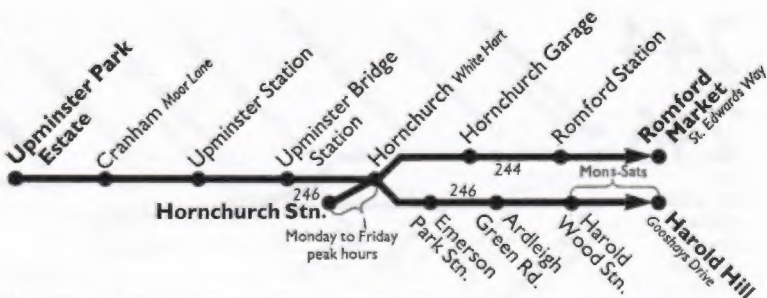 Upminster Park
Estate
Cranham Moor Lane
Upminster Station
Upminster Bridge
Station
Hornchurch White Hart
Hornchurch Garage
Romford Station
Romford
Market
St. Edwards Way
244
246
246
Mons-Sats
Hornchurch Stn.
Monday to Friday
peak hours
Emerson
Park Stn.
Ardleigh
Green Rd.
Harold
Wood Stn.
Harold Hill
Gooshays Drive